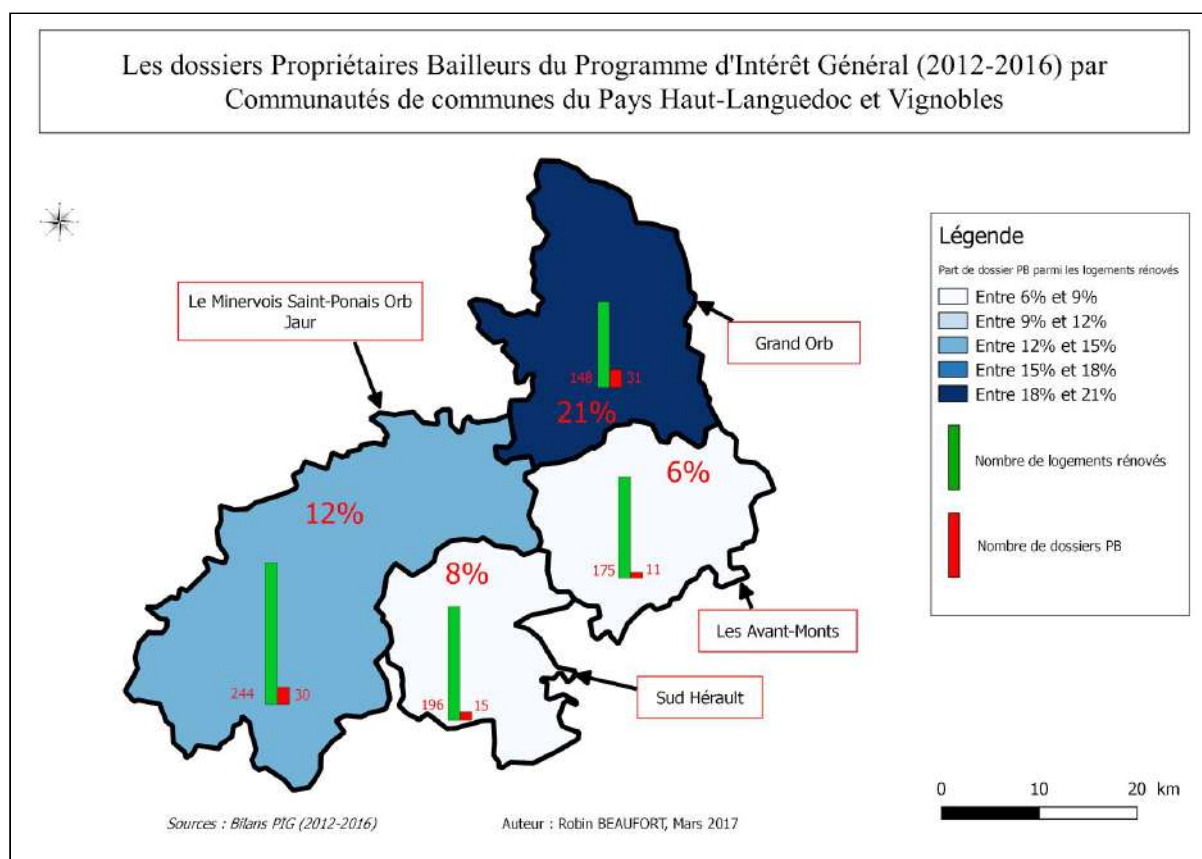 Les dossiers Propriétaires Bailleurs du Programme d'Intérêt Général (2012-2016) par
Communautés de communes du Pays Haut-Languedoc et Vignobles
Le Minervois Saint-Ponais Orb
Jaur
Grand Orb
148
31
21%
6%
175
11
12%
8%
244
30
196
15
Les Avant-Monts
Sud Hérault
Légende
Part de dossier PB parmi les logements rénovés
Entre 6% et 9%
Entre 9% et 12%
Entre 12% et 15%
Entre 15% et 18%
Entre 18% et 21%
Nombre de logements rénovés
Nombre de dossiers PB
0 10 20 km
Sources : Bilans PIG (2012-2016)
Auteur : Robin BEAUFORT, Mars 2017